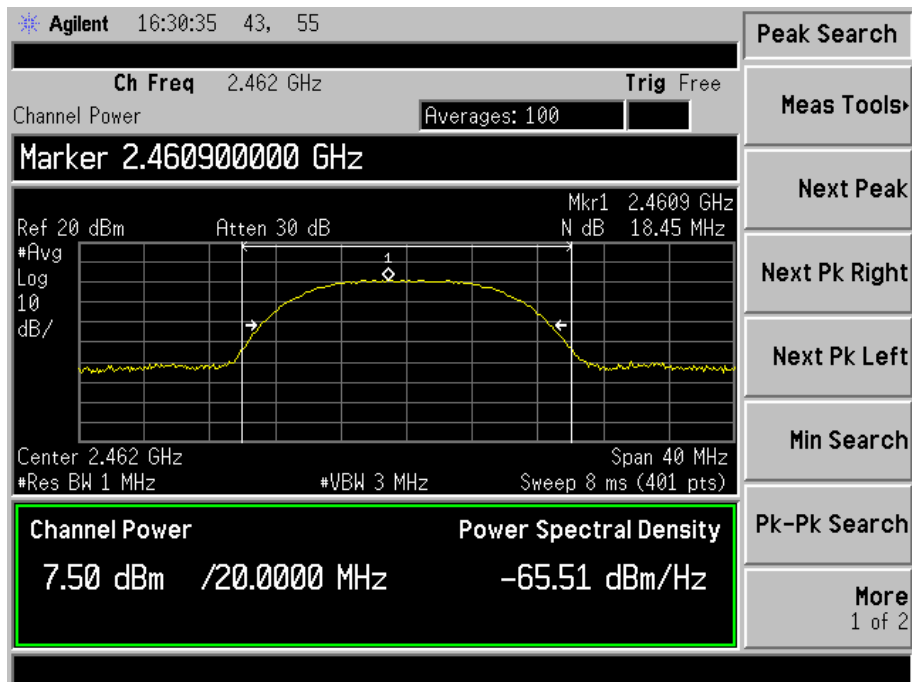 Agilent 16:30:35 43, 55
Peak Search
Ch Freq 2.462 GHz Trig Free
Channel Power Averages: 100
Meas Tools
Marker 2.460900000 GHz
Next Peak
Mkr1 2.4609 GHz
Ref 20 dBm Atten 30 dB N dB 18.45 MHz
#Avg
Log
10
dB/
1
Next Pk Right
Next Pk Left
Min Search
Center 2.462 GHz Span 40 MHz
#Res BW 1 MHz #VBW 3 MHz Sweep 8 ms (401 pts)
Pk-Pk Search
Channel Power Power Spectral Density
7.50 dBm /20.0000 MHz -65.51 dBm/Hz
More
1 of 2